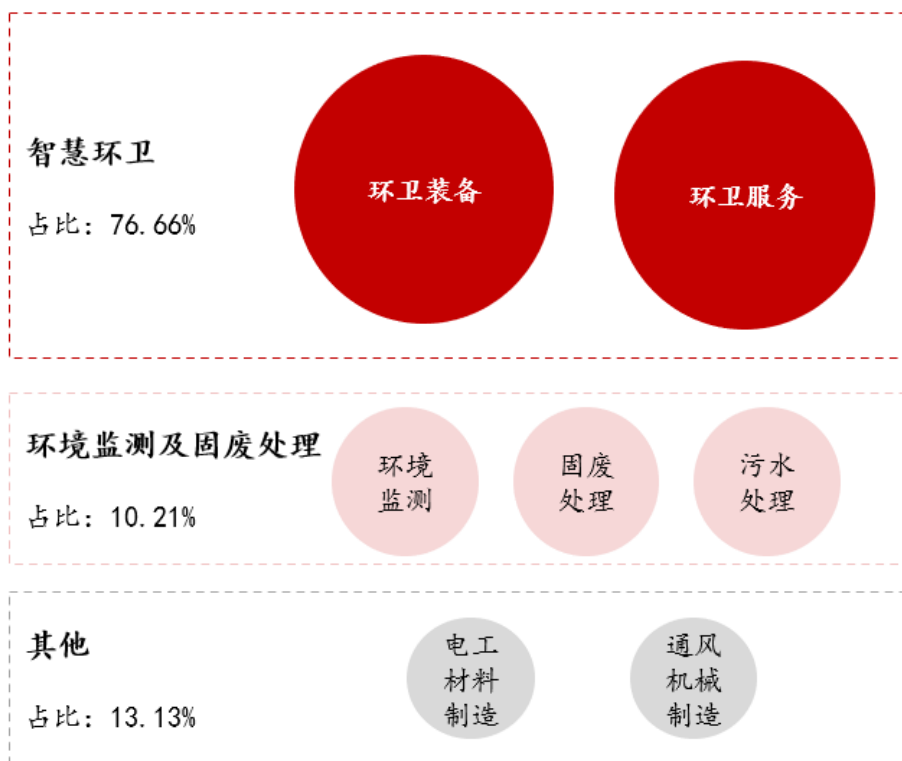 智慧环卫
占比：76.66%
环卫装备
环卫服务
环境监测及固废处理
占比：10.21%
环境
监测
固废
处理
污水
处理
其他
占比：13.13%
电工
材料
制造
通风
机械
制造